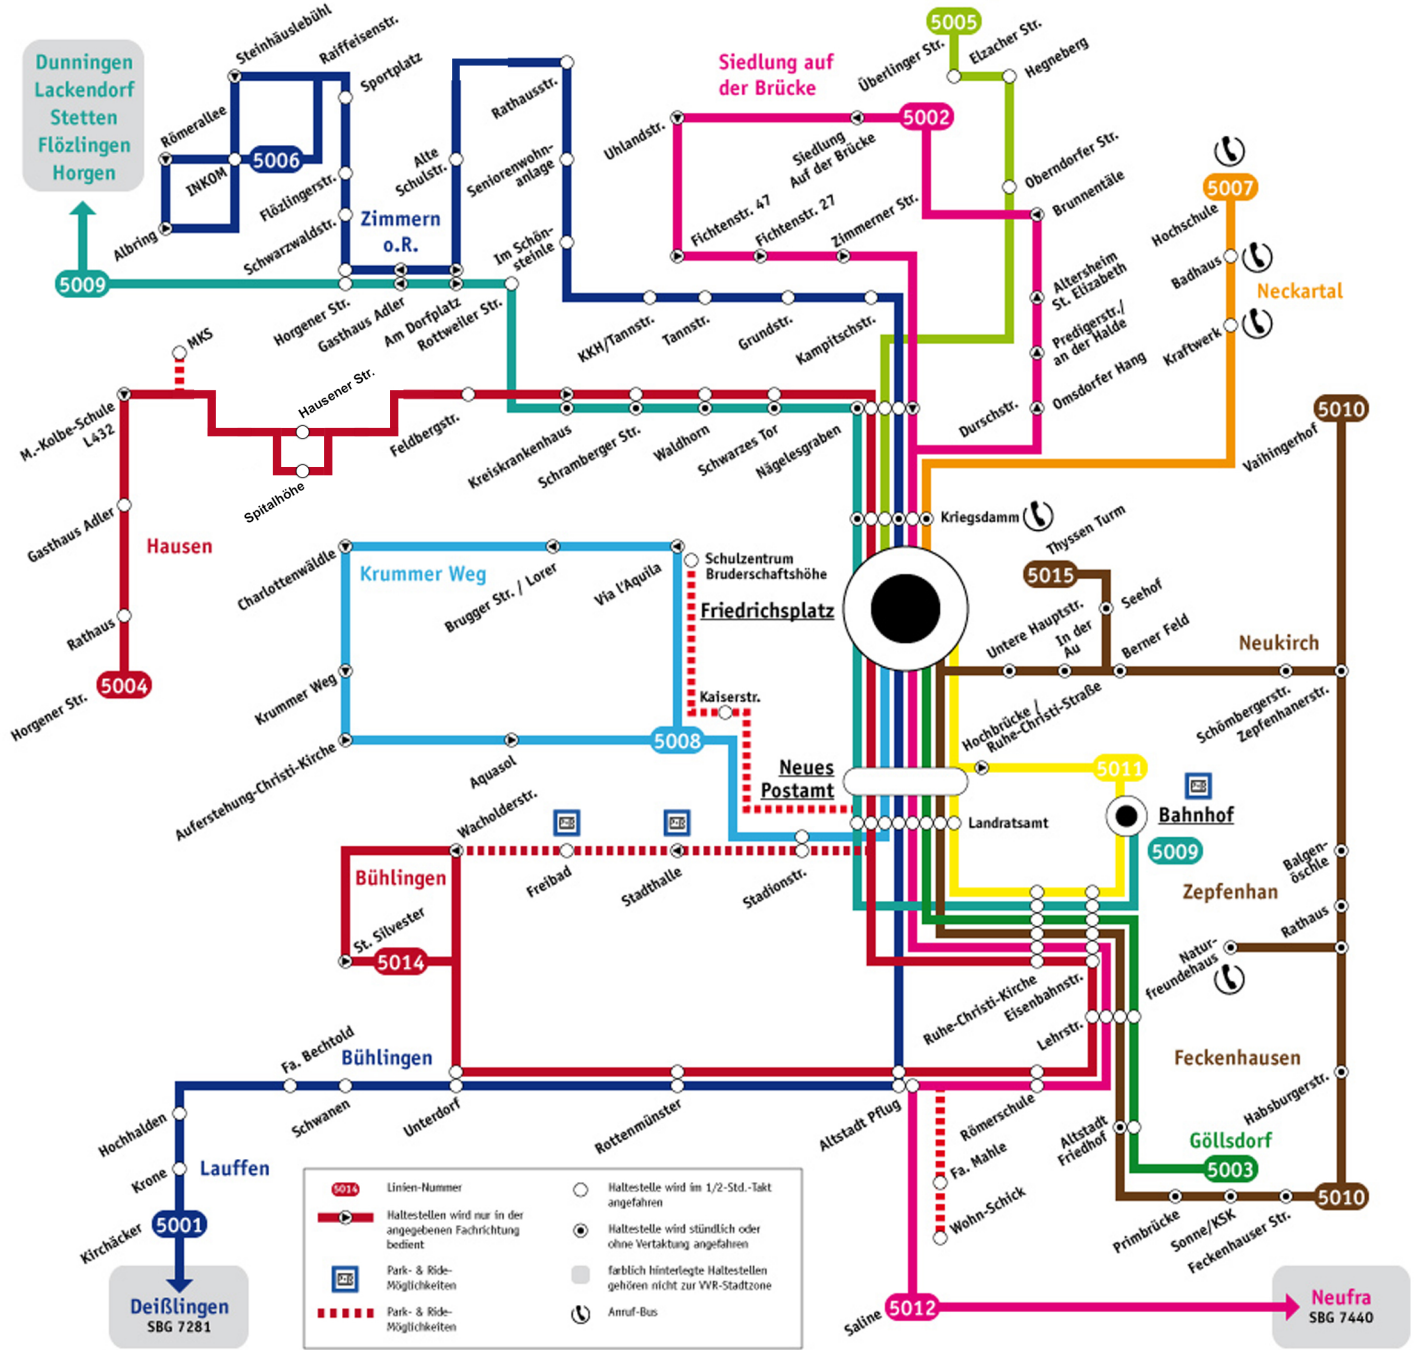 Dunningen
Lackendorf
Stetten
Flözlingen
Horgen
5009
Steinhäuslebühl
Raiffeisenstr.
Sportplatz
Römerallee
INKOM
5006
Albring
Flözlingerstr.
Schwarzwaldstr.
Zimmern
o.R.
Alte
Schulstr.
Horgener Str.
Gasthaus Adler
Am Dorfplatz
Rottweiler Str.
Rathausstr.
Seniorenwohn-
anlage
Im Schön-
steinle
KKH/Tannstr.
Tannstr.
Grundstr.
Kampitschstr.
Siedlung auf
der Brücke
Uhlandstr.
Siedlung
Auf der Brücke
5002
Fichtenstr. 47
Fichtenstr. 27
Zimmerner Str.
5005
Überlinger Str.
Elzacher Str.
Hegneberg
Oberndorfer Str.
Brunnentäle
Altersheim
St. Elizabeth
Predigerstr./
an der Halde
Omsdorfer Hang
Durschstr.
5007
Hochschule
Badhaus
Neckartal
Kraftwerk
MKS
M.-Kolbe-Schule
L432
Hausener Str.
Spitalhöhe
Feldbergstr.
Kreiskrankenhaus
Schramberger Str.
Waldhorn
Schwarzes Tor
Nägelesgraben
Gasthaus Adler
Hausen
Rathaus
5004
Horgener Str.
Kriegsdamm
5010
Vaihingerhof
Charlottenwäldle
Krummer Weg
Brugger Str. / Lorer
Via l'Aquila
Schulzentrum
Bruderschaftshöhe
Friedrichsplatz
Krummer Weg
Kaiserstr.
Auferstehung-Christi-Kirche
Aquasol
5008
Thyssen Turm
5015
Seehof
Untere Hauptstr.
In der
Au
Berner Feld
Neukirch
Schömbergerstr.
Zepfenhanerstr.
Hochbrücke /
Ruhe-Christi-Straße
Neues
Postamt
5011
Bahnhof
5009
Landratsamt
Wacholderstr.
Freibad
Stadthalle
Stadionstr.
Bühlingen
St. Silvester
5014
Balgen-
öschle
Zepfenhan
Rathaus
Natur-
freundehaus
Ruhe-Christi-Kirche
Eisenbahnstr.
Lehrstr.
Feckenhausen
Habsburgerstr.
Fa. Bechtold
Bühlingen
Hochhalden
Schwanen
Unterdorf
Rottenmünster
Altstadt Pflug
Römerschule
Altstadt
Friedhof
Göllsdorf
5003
Krone
Lauffen
5001
Kirchäcker
Fa. Mahle
Wohn-Schick
Primbrücke
Sonne/KSK
Feckenhauser Str.
5010
Deißlingen
SBG 7281
5014
Linien-Nummer
Haltestellen wird nur in der
angegebenen Fachrichtung
bedient
P+R
Park- & Ride-
Möglichkeiten
Park- & Ride-
Möglichkeiten
Haltestelle wird im 1/2-Std.-Takt
angefahren
Haltestelle wird stündlich oder
ohne Vertaktung angefahren
farblich hinterlegte Haltestellen
gehören nicht zur VVR-Stadtzone
Anruf-Bus
Saline
5012
Neufra
SBG 7440